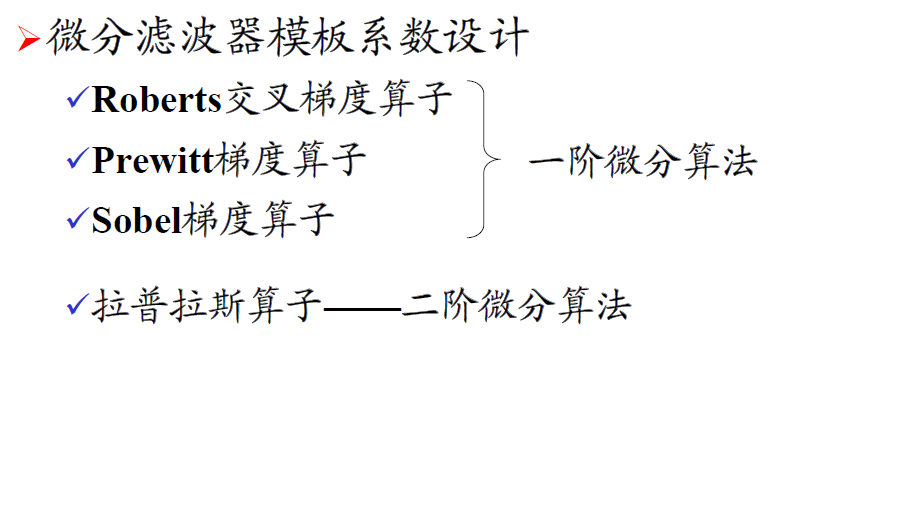 微分滤波器模板系数设计
Roberts交叉梯度算子
Prewitt梯度算子
一阶微分算法
Sobel梯度算子
拉普拉斯算子——二阶微分算法